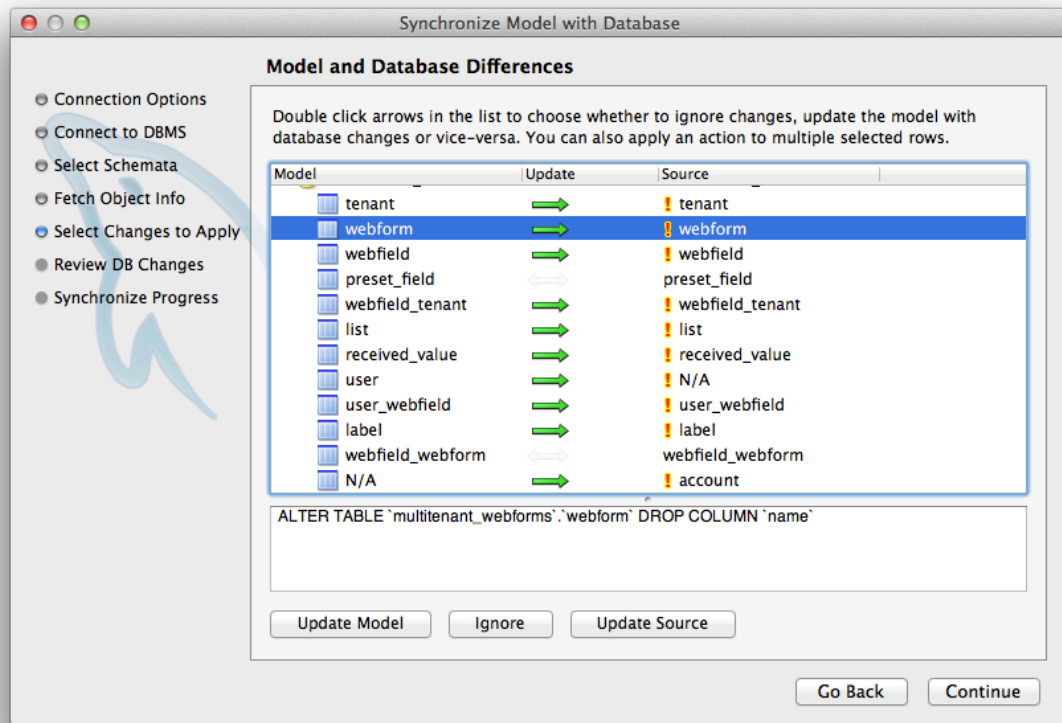 Synchronize Model with Database
Model and Database Differences
Connection Options
Connect to DBMS
Select Schemata
Fetch Object Info
Select Changes to Apply
Review DB Changes
Synchronize Progress
Double click arrows in the list to choose whether to ignore changes, update the model with
database changes or vice-versa. You can also apply an action to multiple selected rows.
Model Update Source
tenant ! tenant
webform ! webform
webfield ! webfield
preset_field preset_field
webfield_tenant ! webfield_tenant
list ! list
received_value ! received_value
user ! N/A
user_webfield ! user_webfield
label ! label
webfield_webform webfield_webform
N/A ! account
ALTER TABLE `multitenant_webforms`.`webform` DROP COLUMN `name`
Update Model Ignore Update Source
Go Back Continue